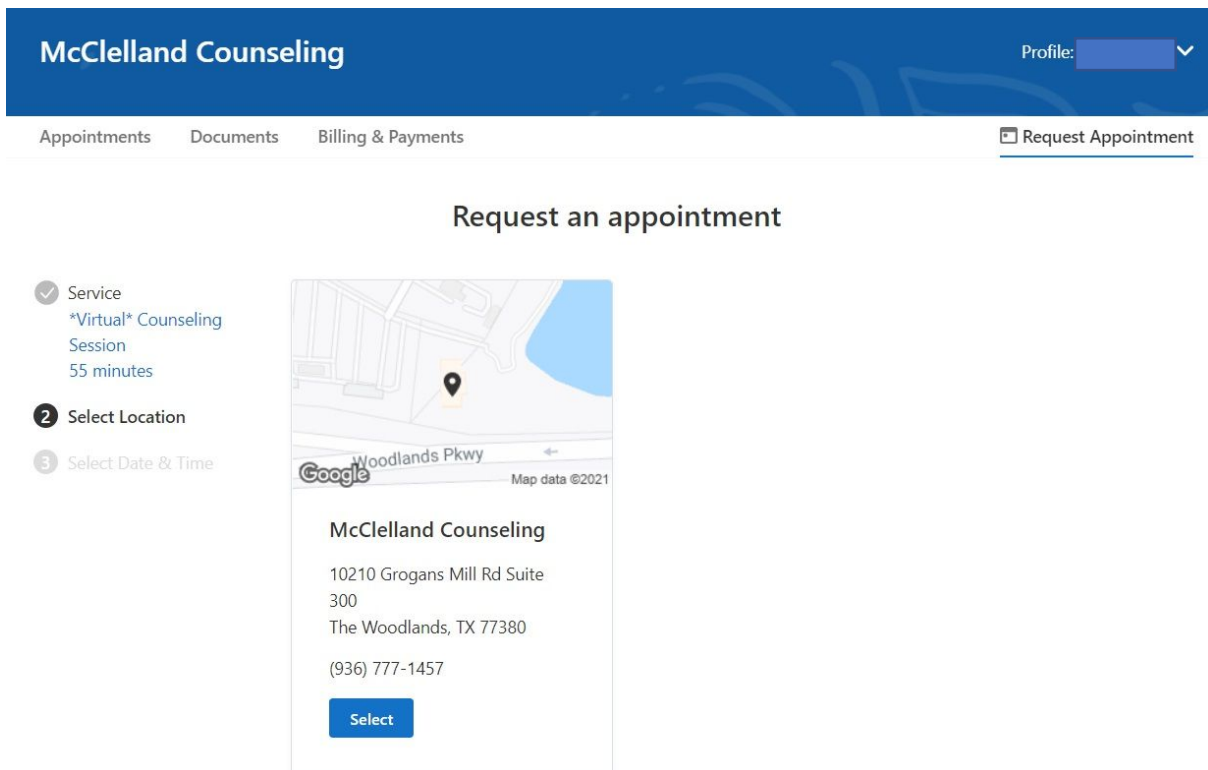 McClelland Counseling
Profile:
Appointments
Documents
Billing & Payments
Request Appointment
Request an appointment
Service
*Virtual* Counseling
Session
55 minutes
2 Select Location
3 Select Date & Time
Woodlands Pkwy
Google
Map data ©2021
McClelland Counseling
10210 Grogans Mill Rd Suite
300
The Woodlands, TX 77380
(936) 777-1457
Select